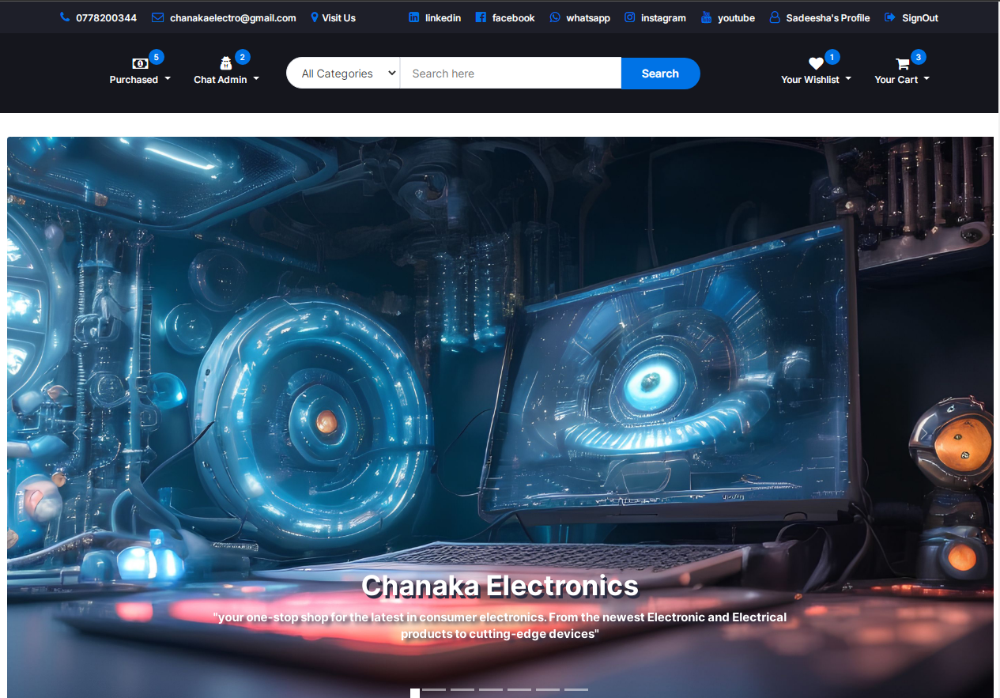 0778200344 chanakaelectro@gmail.com Visit Us linkedin facebook whatsapp instagram youtube Sadeesha's Profile SignOut
5 2 1 3
Purchased Chat Admin All Categories Search here Search Your Wishlist Your Cart
Chanaka Electronics
"your one-stop shop for the latest in consumer electronics. From the newest Electronic and Electrical
products to cutting-edge devices"